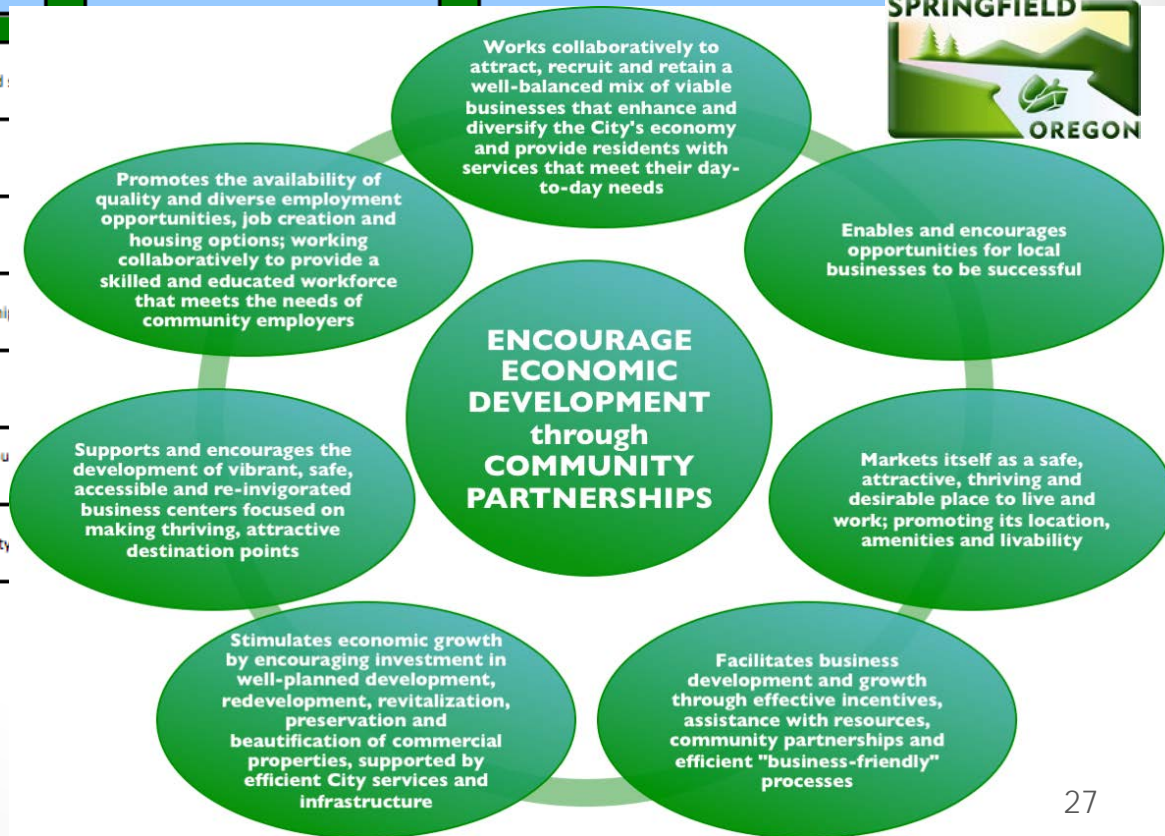 SPRINGFIELD
OREGON
Works collaboratively to
attract, recruit and retain a
well-balanced mix of viable
businesses that enhance and
diversify the City's economy
and provide residents with
services that meet their day-
to-day needs
Enables and encourages
opportunities for local
businesses to be successful
Markets itself as a safe,
attractive, thriving and
desirable place to live and
work; promoting its location,
amenities and livability
Facilitates business
development and growth
through effective incentives,
assistance with resources,
community partnerships and
efficient "business-friendly"
processes
Stimulates economic growth
by encouraging investment in
well-planned development,
redevelopment, revitalization,
preservation and
beautification of commercial
properties, supported by
efficient City services and
infrastructure
Supports and encourages the
development of vibrant, safe,
accessible and re-invigorated
business centers focused on
making thriving, attractive
destination points
Promotes the availability of
quality and diverse employment
opportunities, job creation and
housing options; working
collaboratively to provide a
skilled and educated workforce
that meets the needs of
community employers
ENCOURAGE
ECONOMIC
DEVELOPMENT
through
COMMUNITY
PARTNERSHIPS
27